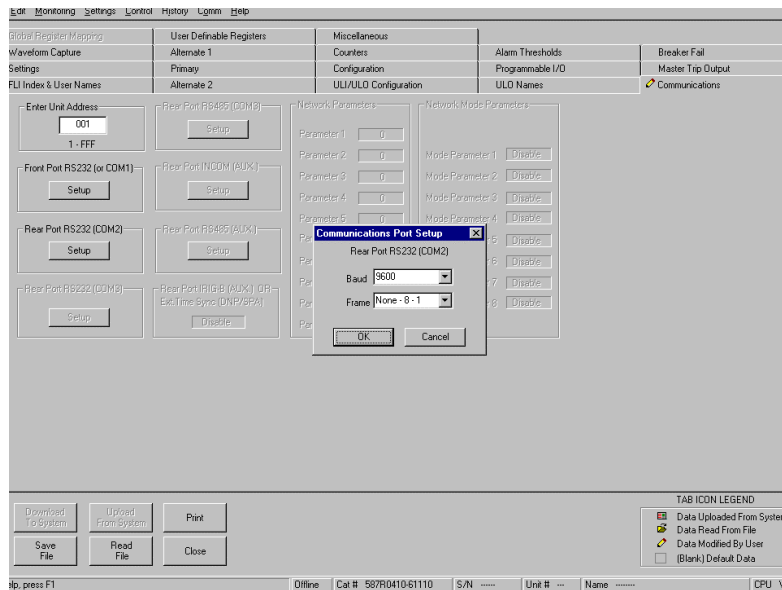 Edit Monitoring Settings Control History Comm Help
Global Register Mapping User Definable Registers Miscellaneous
Waveform Capture Alternate 1 Counters Alarm Thresholds Breaker Fail
Settings Primary Configuration Programmable I/O Master Trip Output
FLI Index & User Names Alternate 2 ULI/ULO Configuration ULO Names Communications
Enter Unit Address
001
1 - FFF
Front Port RS232 (or COM1)
Setup
Rear Port RS232 (COM2)
Setup
Rear Port RS232 (COM3)
Setup
Rear Port RS485 (COM3)
Setup
Rear Port INCOM (AUX.)
Setup
Rear Port RS485 (AUX.)
Setup
Rear Port IRIG-B (AUX.) OR
Ext.Time Sync (DNP/SPA)
Disable
Network Parameters
Parameter 1 0
Parameter 2 0
Parameter 3 0
Parameter 4 0
Parameter 5 0
Network Mode Parameters
Mode Parameter 1 Disable
Mode Parameter 2 Disable
Mode Parameter 3 Disable
Mode Parameter 4 Disable
5 Disable
6 Disable
7 Disable
8 Disable
Communications Port Setup
Rear Port RS232 (COM2)
Baud 9600
Frame None - 8 - 1
OK Cancel
Download
To System
Upload
From System
Print
Save
File
Read
File
Close
TAB ICON LEGEND
Data Uploaded From System
Data Read From File
Data Modified By User
(Blank) Default Data
elp, press F1 Offline Cat # 587R0410-61110 S/N ------ Unit # --- Name ------- CPU V